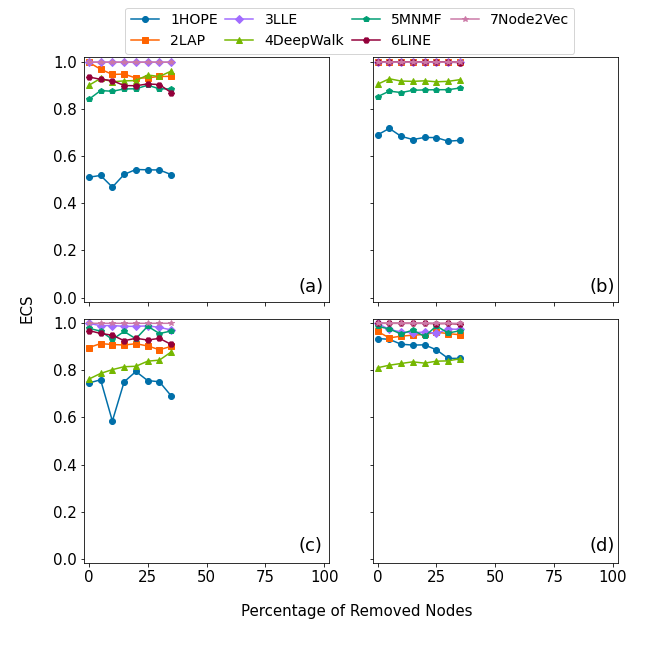 1HOPE 3LLE 5MNMF 7Node2Vec
2LAP 4DeepWalk 6LINE
1.0
0.8
0.6
0.4
0.2
0.0
(a) (b)
ECS
1.0
0.8
0.6
0.4
0.2
0.0
(c) (d)
0 25 50 75 100 0 25 50 75 100
Percentage of Removed Nodes